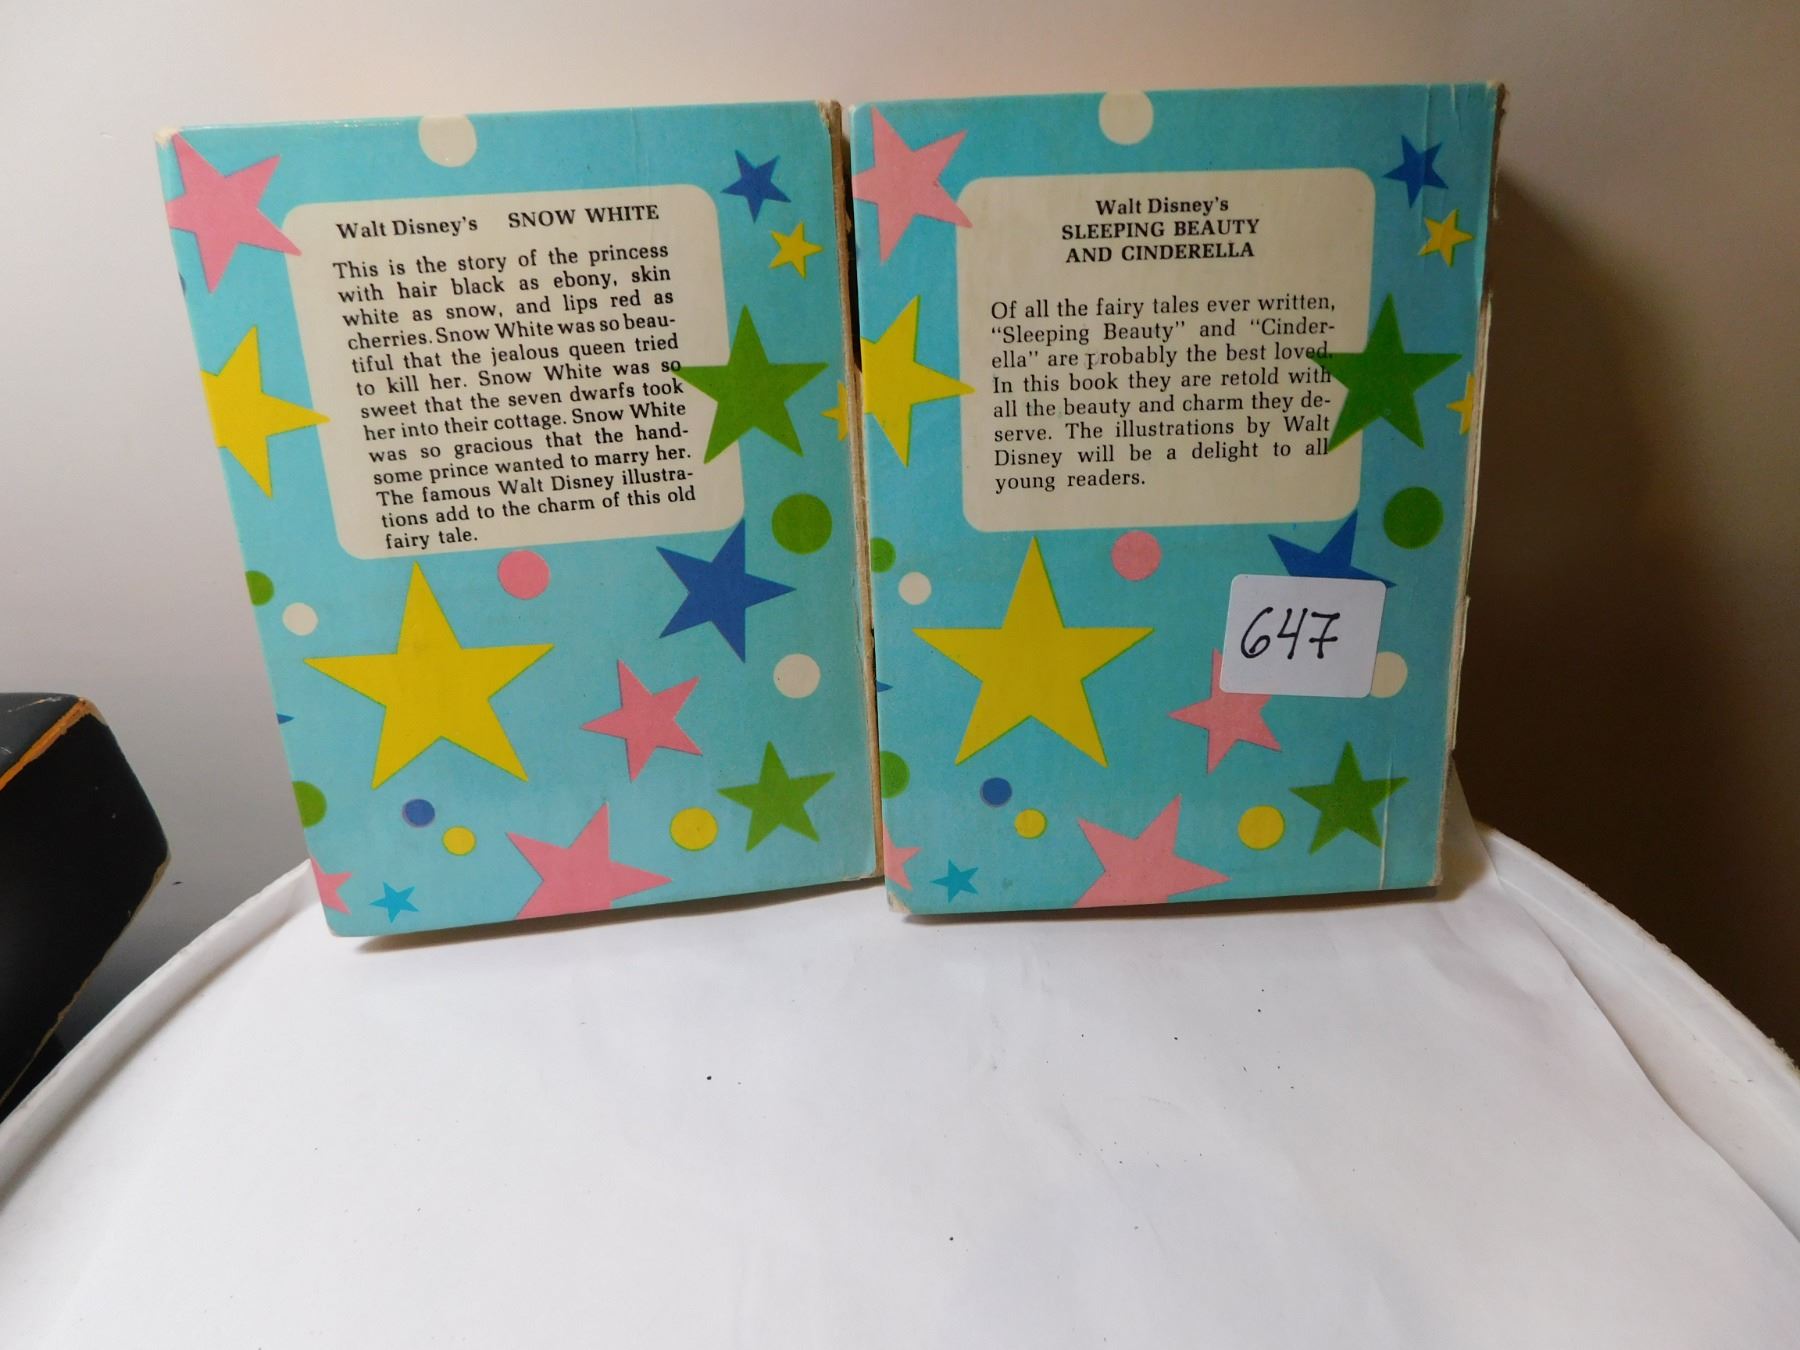 Walt Disney's SNOW WHITE
This is the story of the princess
with hair black as ebony, skin
white as snow, and lips red as
cherries. Snow White was so beau-
tiful that the jealous queen tried
to kill her. Snow White was so
sweet that the seven dwarfs took
her into their cottage. Snow White
was so gracious that the hand-
some prince wanted to marry her.
The famous Walt Disney illustra-
tions add to the charm of this old
fairy tale.
Walt Disney's
SLEEPING BEAUTY
AND CINDERELLA
Of all the fairy tales ever written,
“Sleeping Beauty” and “Cinder-
ella” are probably the best loved.
In this book they are retold with
all the beauty and charm they de-
serve. The illustrations by Walt
Disney will be a delight to all
young readers.
647